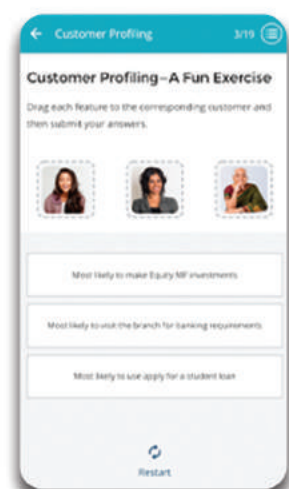 Customer Profiling 3/19
Customer Profiling–A Fun Exercise
Drag each feature to the corresponding customer and
then submit your answers.
Most likely to make Equity MF investments
Most likely to visit the branch for banking requirements
Most likely to use apply for a student loan
Restart